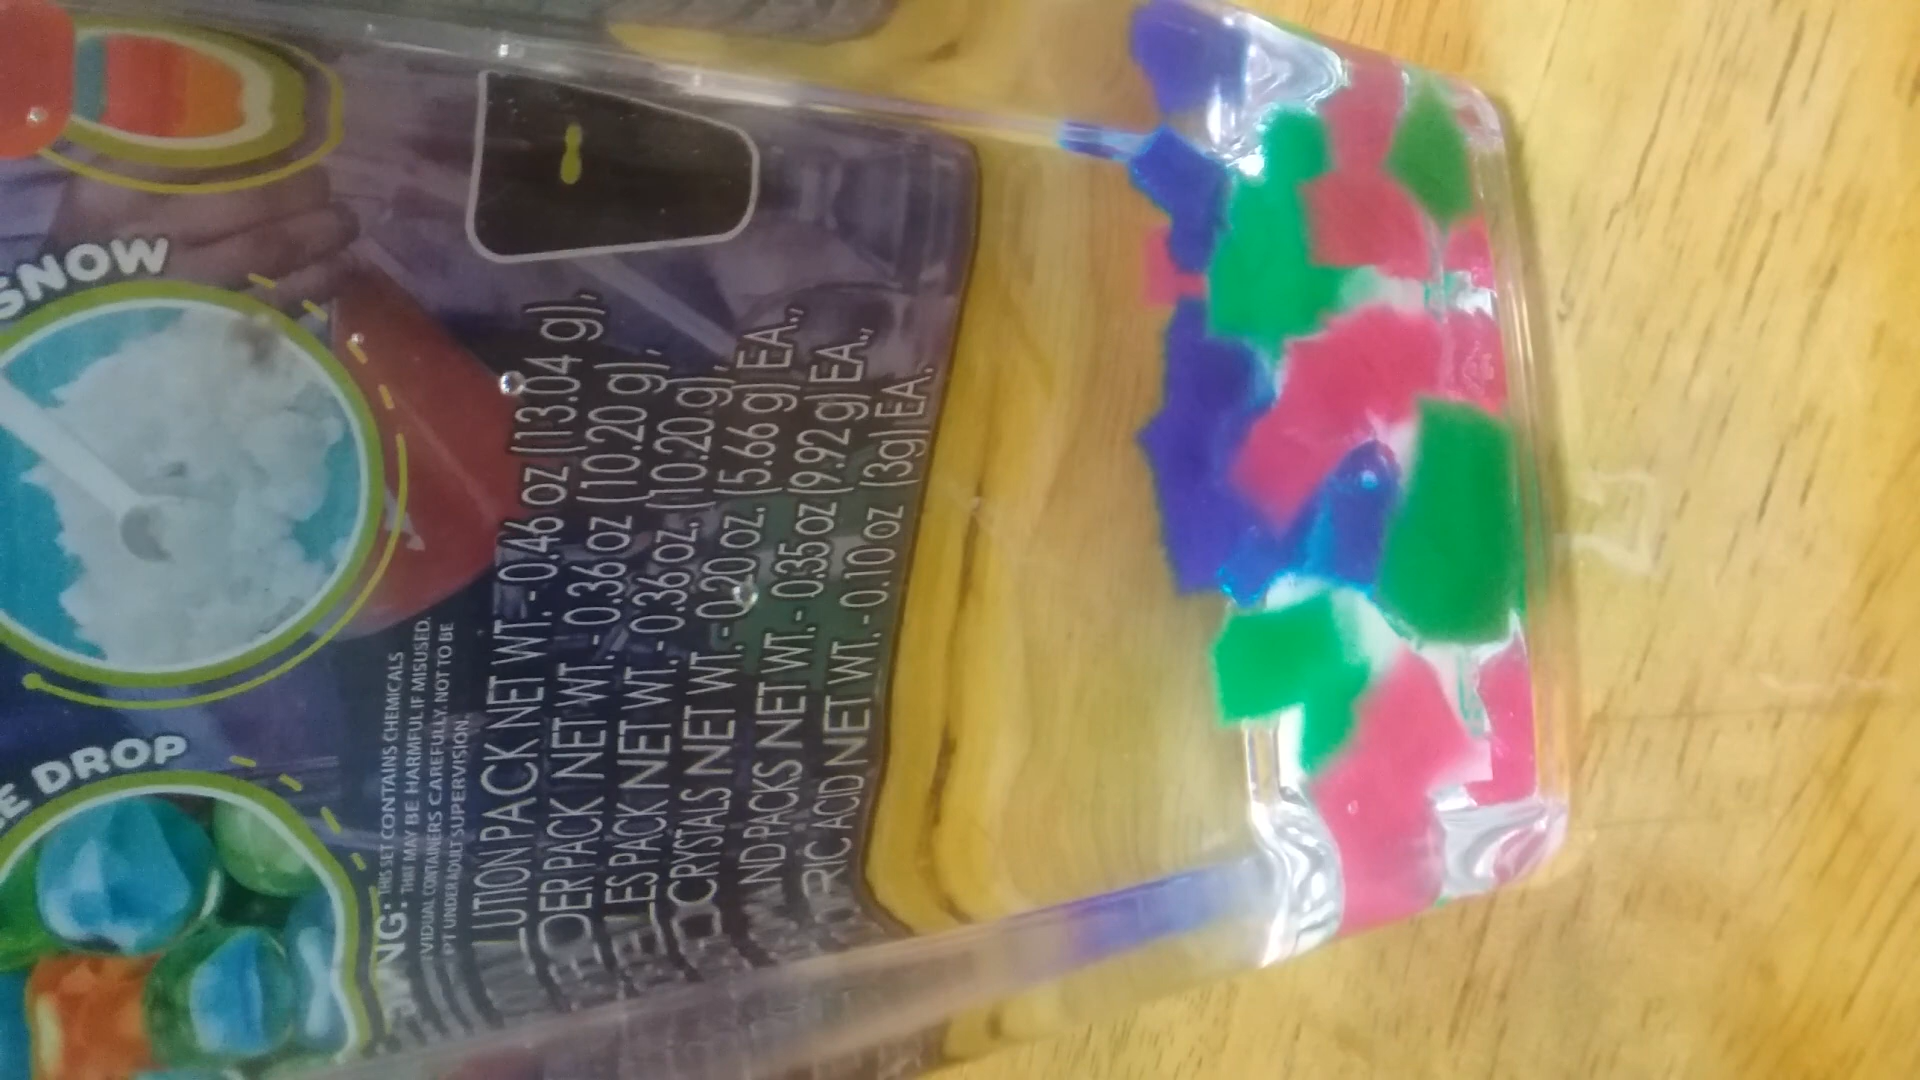 SNOW
E DROP
NG: THIS SET CONTAINS CHEMICALS
THAT MAY BE HARMFUL IF MISUSED.
VIDUAL CONTAINERS CAREFULLY. NOT TO BE
PT UNDER ADULT SUPERVISION.
LUTION PACK NET WT. - 0.46 oz (13.04 g),
DER PACK NET WT. - 0.36 oz (10.20 g),
LES PACK NET WT. - 0.36 oz. (10.20 g),
CRYSTALS NET WT. - 0.20 oz. (5.66 g) EA.,
ND PACKS NET WT. - 0.35 oz (9.92 g) EA.,
RIC ACID NET WT. - 0.10 oz (3g) EA.